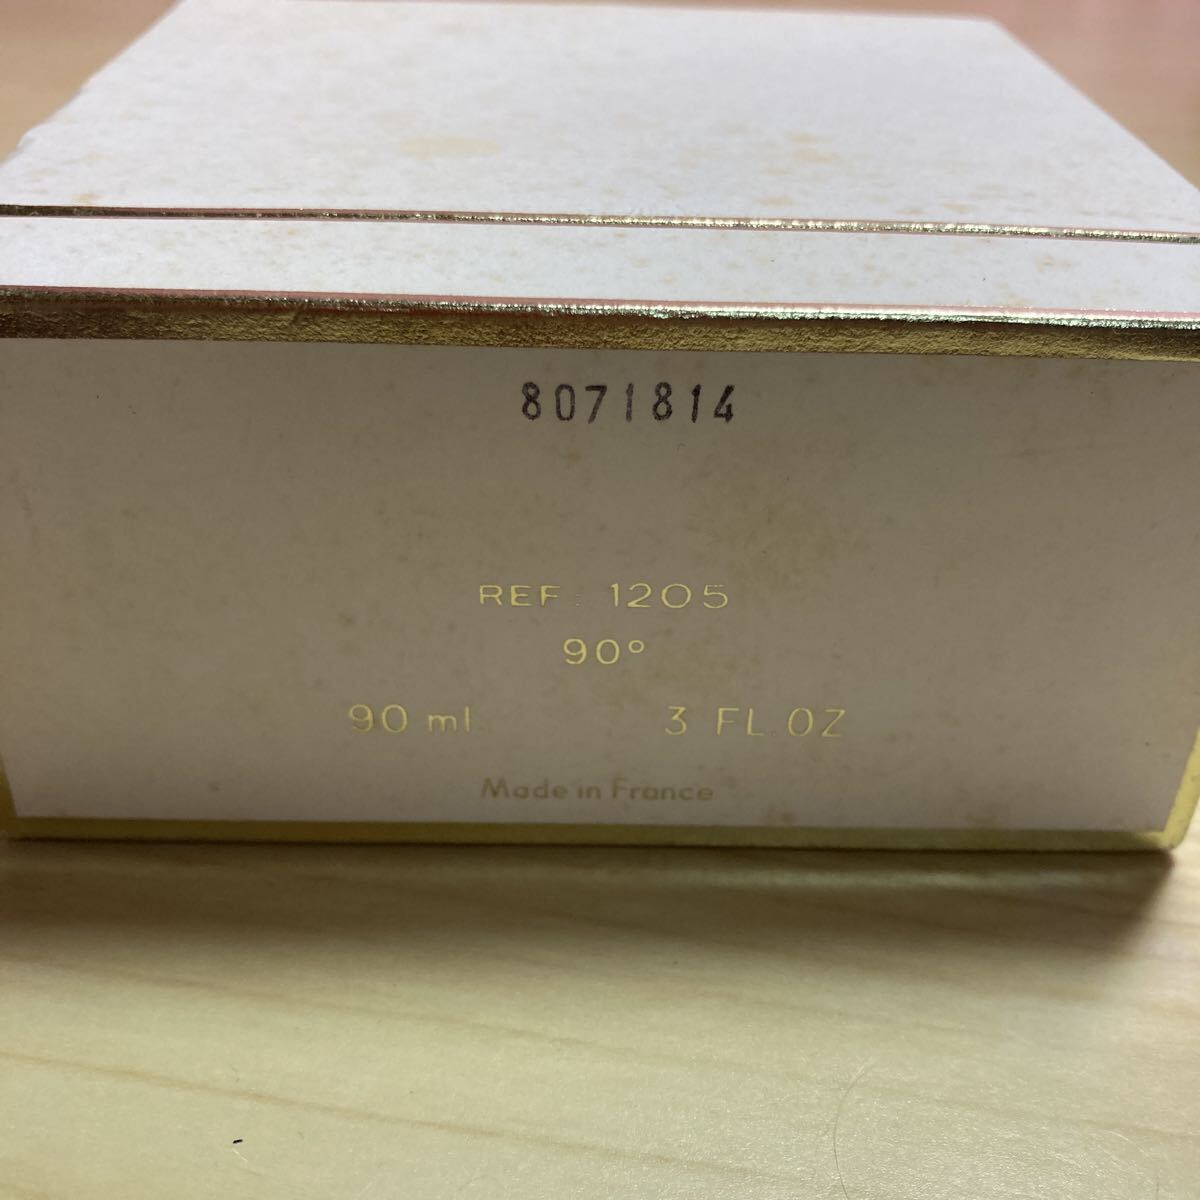 8071814
REF: 1205
90°
90 ml. 3 FL.OZ
Made in France